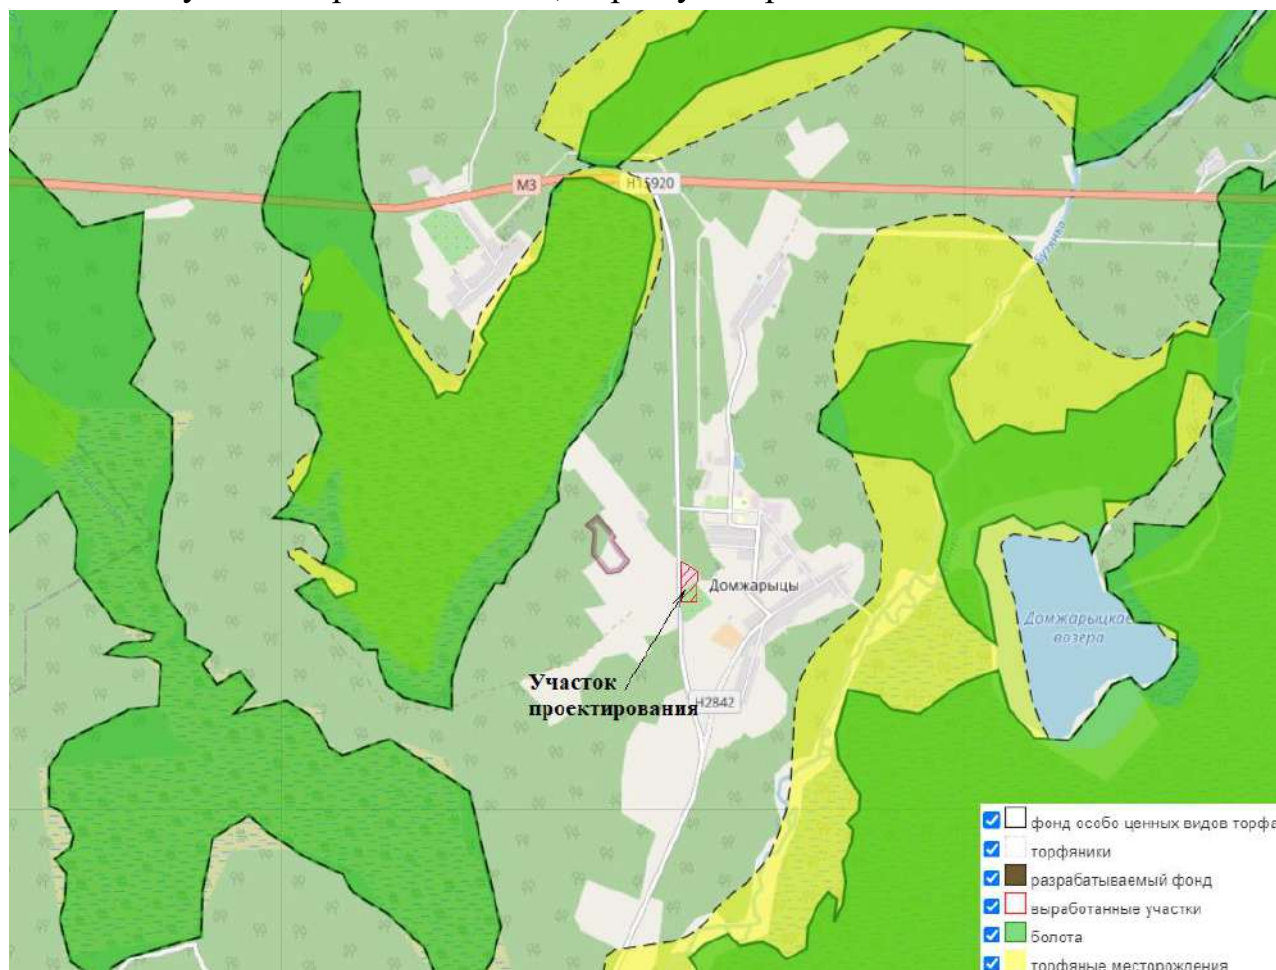 М3
Н15920
Бузянка
Домжарыцы
Домжарыцкае
возера
Участок
проектирования
Н2842
фонд особо ценных видов торфа
торфяники
разрабатываемый фонд
выработанные участки
болота
торфяные месторождения